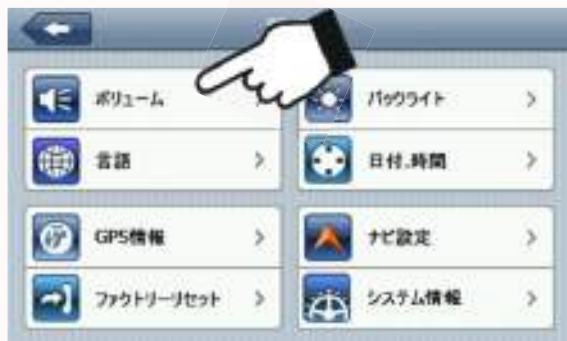 ボリューム
バックライト
言語
日付,時間
GPS情報
ナビ設定
ファクトリーリセット
システム情報